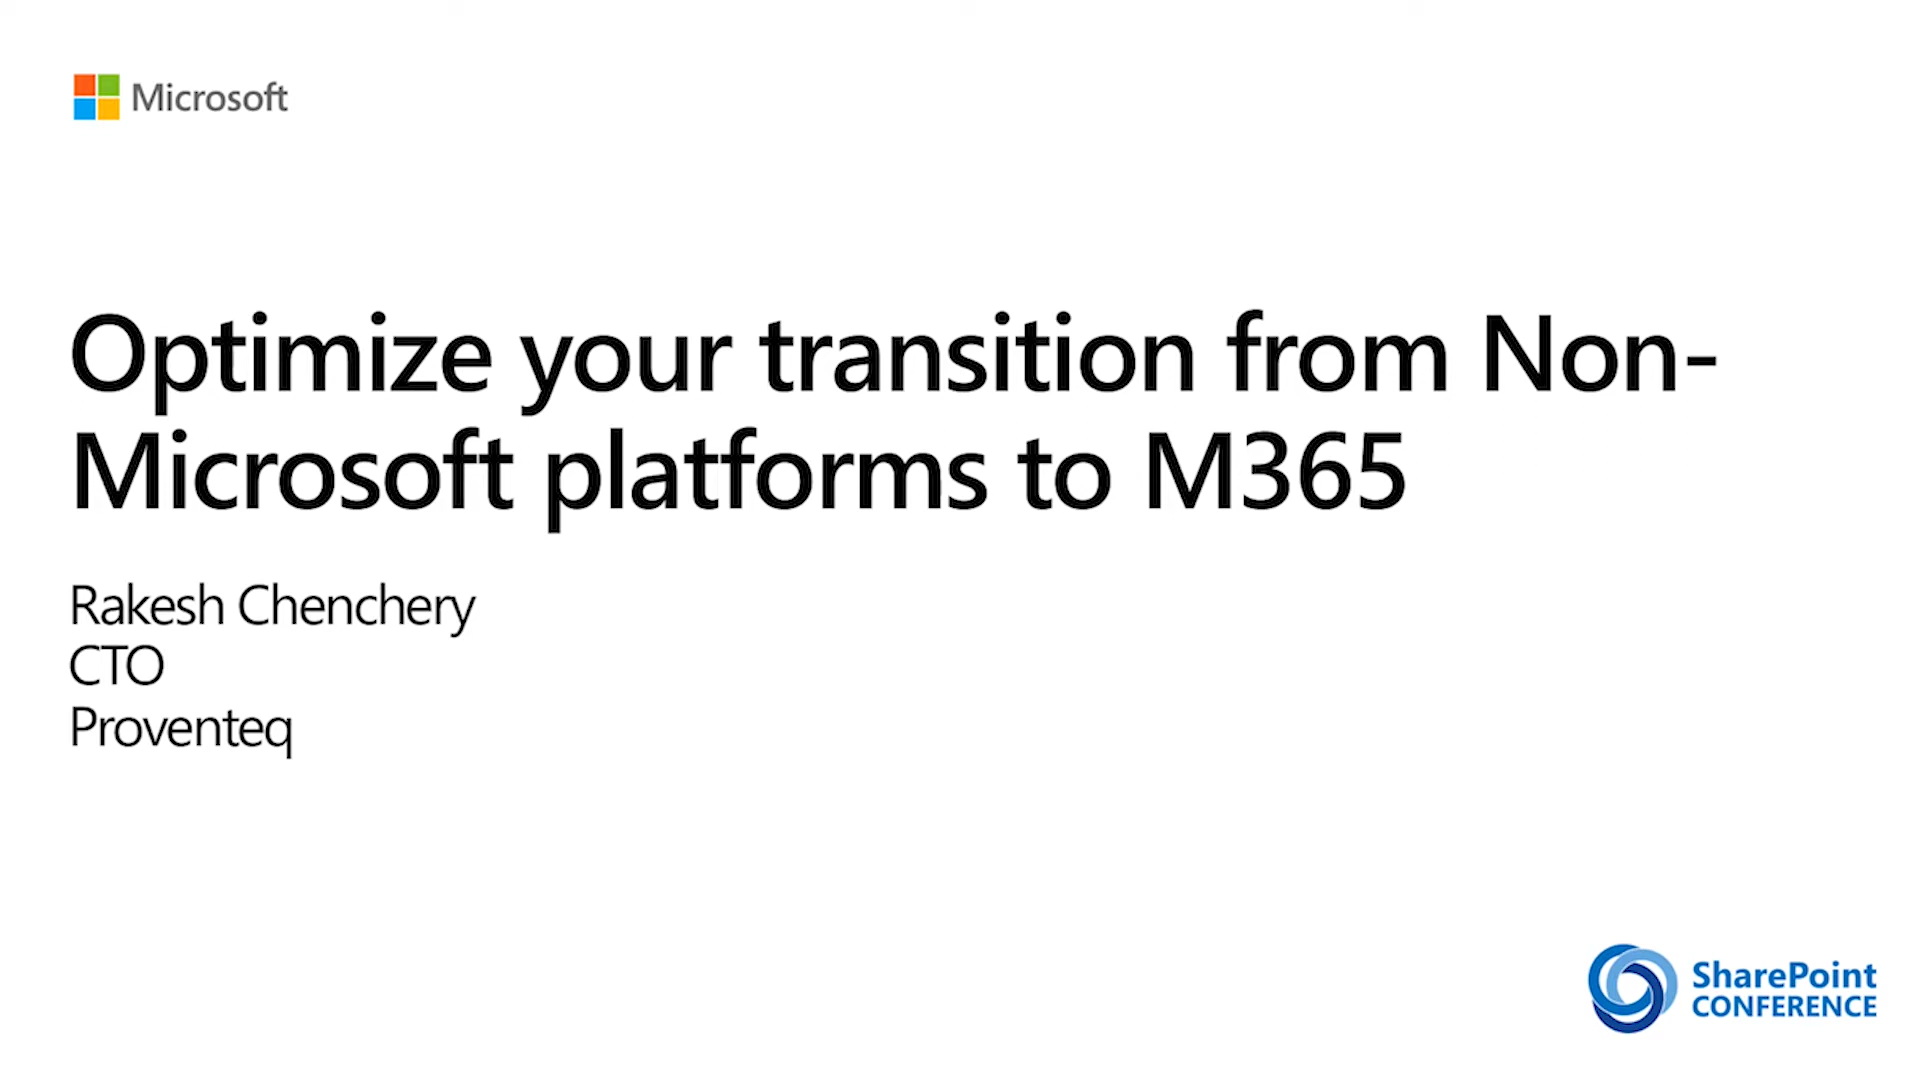 Microsoft
Optimize your transition from Non-
Microsoft platforms to M365
Rakesh Chenchery
CTO
Proventeq
SharePoint
CONFERENCE